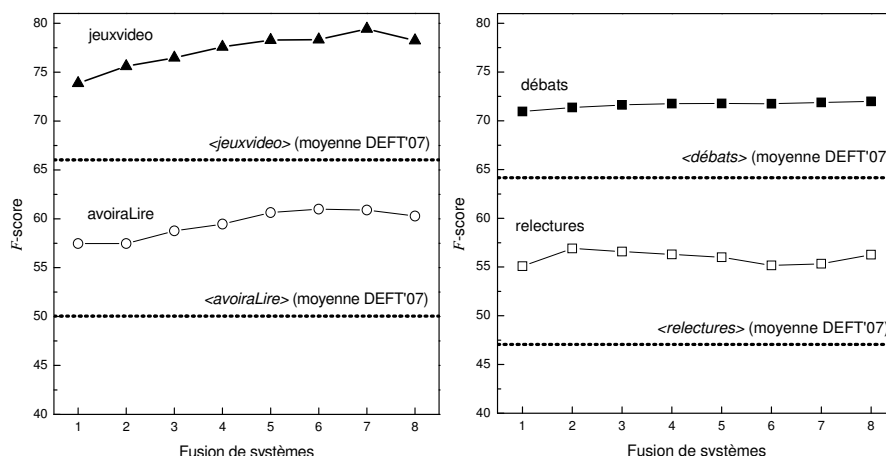 80
75
70
65
60
55
50
45
40
F-score
jeuxvideo
<jeuxvideo> (moyenne DEFT'07)
avoiraLire
<avoiraLire> (moyenne DEFT'07)
1 2 3 4 5 6 7 8
Fusion de systèmes
80
75
70
65
60
55
50
45
40
F-score
débats
<débats> (moyenne DEFT'07
relectures
<relectures> (moyenne DEFT'07)
1 2 3 4 5 6 7 8
Fusion de systèmes